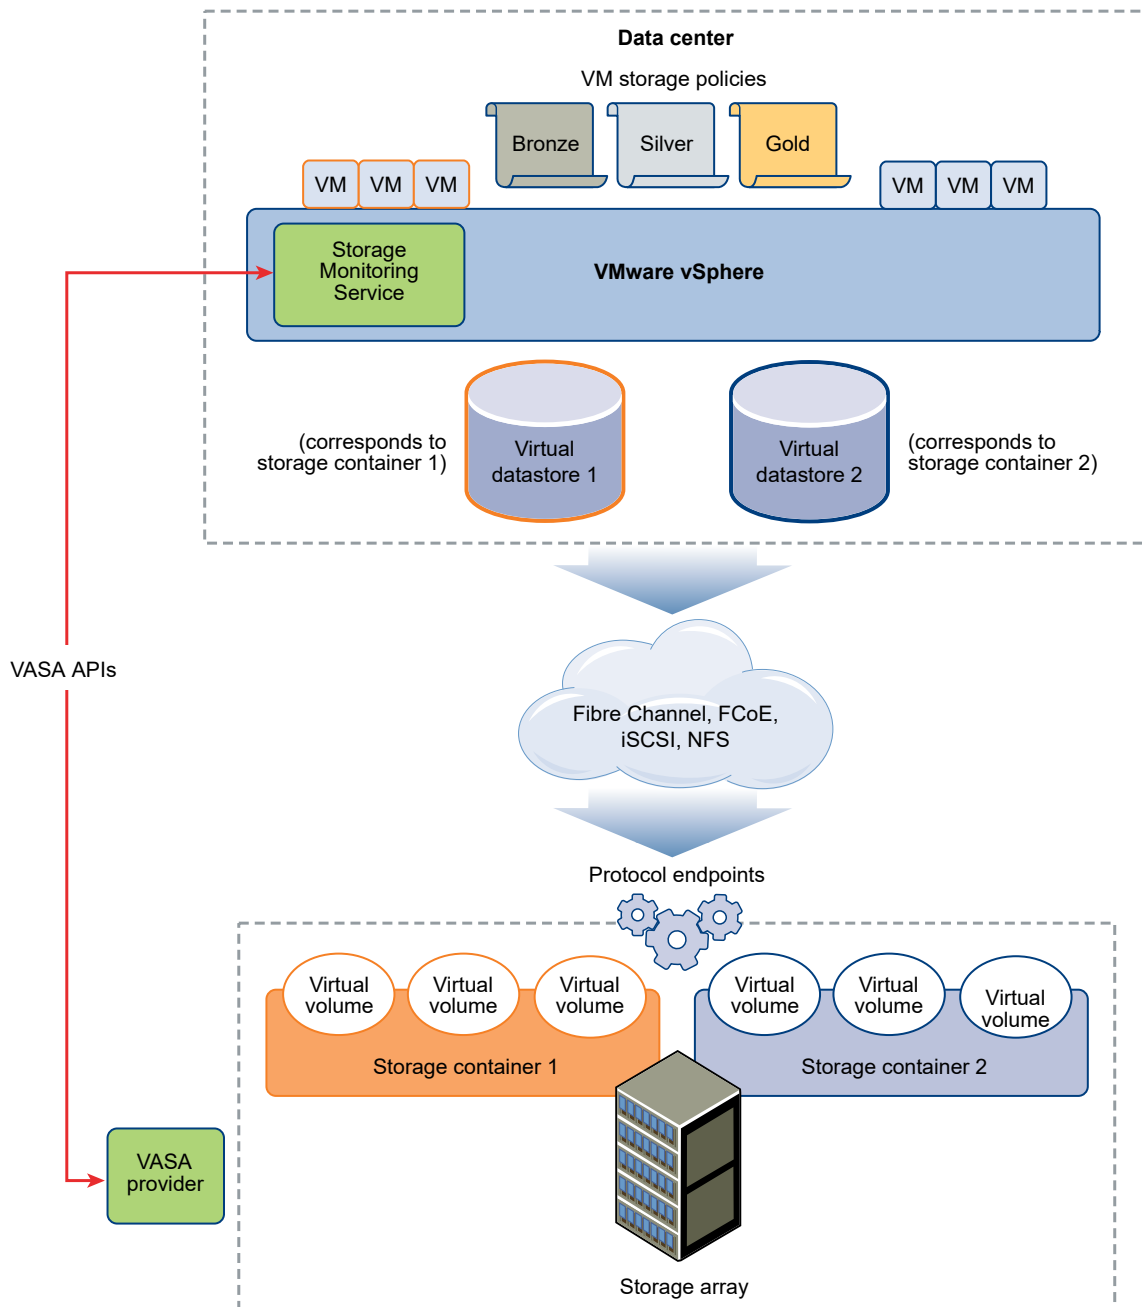 Data center
VM storage policies
Bronze
Silver
Gold
VM VM VM
VM VM VM
Storage
Monitoring
Service
VMware vSphere
(corresponds to
storage container 1)
Virtual
datastore 1
Virtual
datastore 2
(corresponds to
storage container 2)
VASA APIs
Fibre Channel, FCoE,
iSCSI, NFS
Protocol endpoints
Virtual
volume
Virtual
volume
Virtual
volume
Virtual
volume
Virtual
volume
Virtual
volume
Storage container 1
Storage container 2
VASA
provider
Storage array